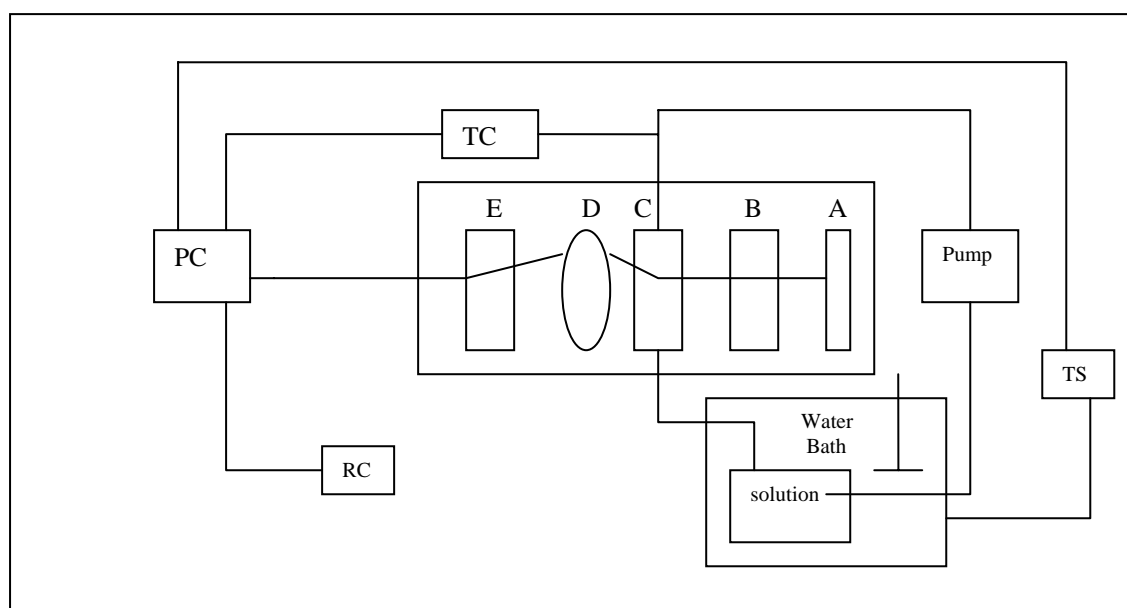 TC
E D C B A
PC
Pump
TS
Water
Bath
RC
solution